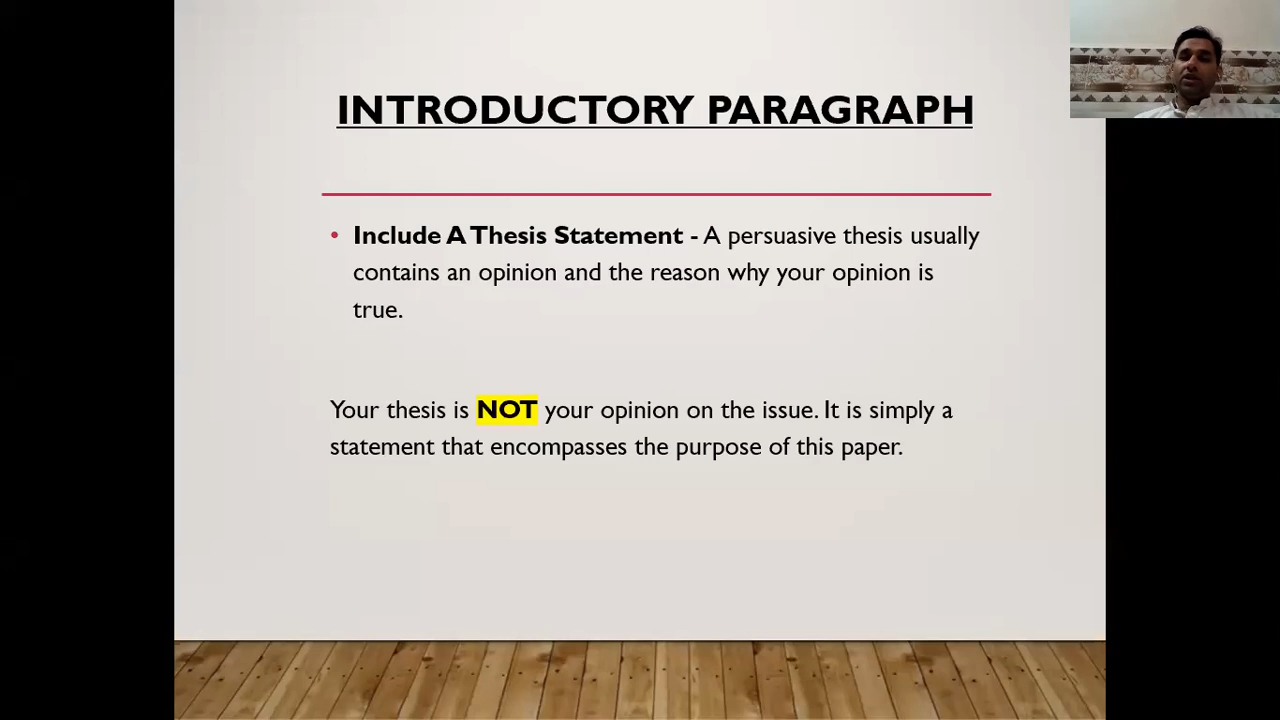 INTRODUCTORY PARAGRAPH
• Include A Thesis Statement - A persuasive thesis usually
contains an opinion and the reason why your opinion is
true.
Your thesis is NOT your opinion on the issue. It is simply a
statement that encompasses the purpose of this paper.